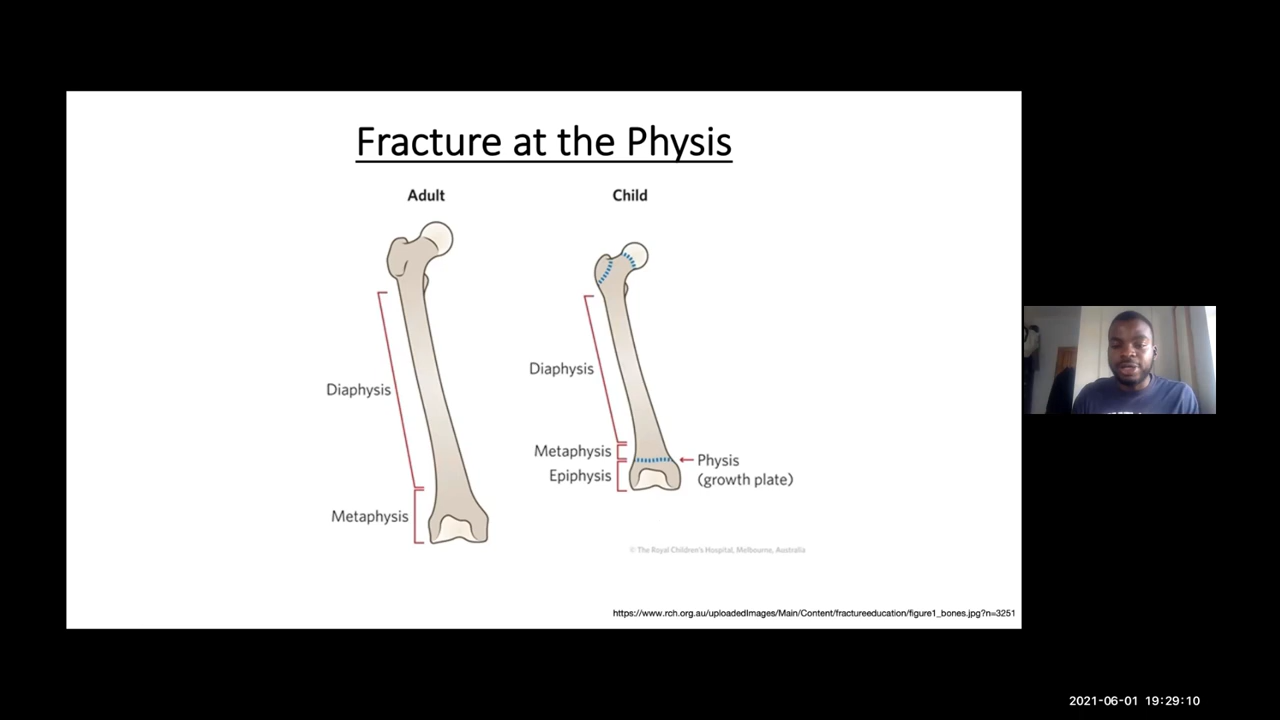 Fracture at the Physis
Adult
Child
Diaphysis
Metaphysis
Diaphysis
Metaphysis
Epiphysis
Physis
(growth plate)
© The Royal Children's Hospital, Melbourne, Australia
https://www.rch.org.au/uploadedImages/Main/Content/fractureeducation/figure1_bones.jpg?n=3251
2021-06-01 19:29:10